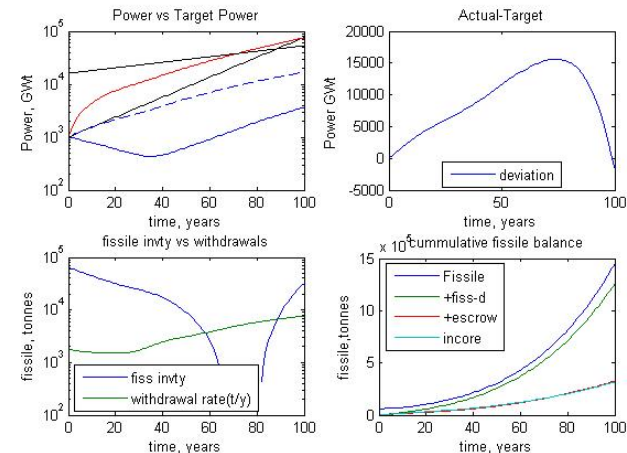 Power vs Target Power
Actual-Target
10^5
10^4
10^3
10^2
Power, GWt
0 20 40 60 80 100
time, years
20000
15000
10000
5000
0
-5000
Power GWt
deviation
0 50 100
time, years
fissile invty vs withdrawals
x 10^5
cummulative fissile balance
10^5
10^4
10^3
10^2
fissile, tonnes
fiss invty
withdrawal rate(t/y)
0 20 40 60 80 100
time, years
15
10
5
0
fissile,tonnes
Fissile
+fiss-d
+escrow
incore
0 20 40 60 80 100
time, years